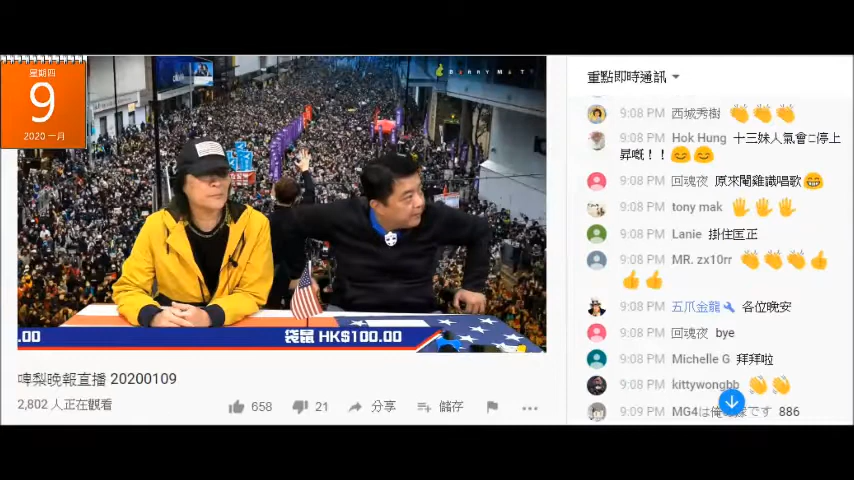 星期四
9
2020 一月
.00
袋鼠 HK$100.00
啤梨晚報直播 20200109
2,802 人正在觀看
658
21
分享
儲存
重點即時通訊
9:08 PM 西城秀樹 👏👏👏
9:08 PM Hok Hung 十三妹人氣會□停上
昇嘅！！😊😊
9:08 PM 回魂夜 原來閹雞識唱歌😁
9:08 PM tony mak 🖐🖐🖐
9:08 PM Lanie 掛住匡正
9:08 PM MR. zx10rr 👏👏👏👍
👍👍
9:08 PM 五爪金龍 各位晚安
9:08 PM 回魂夜 bye
9:08 PM Michelle G 拜拜啦
9:08 PM kittywongbb 👋👋
9:09 PM MG4は俺 です 886